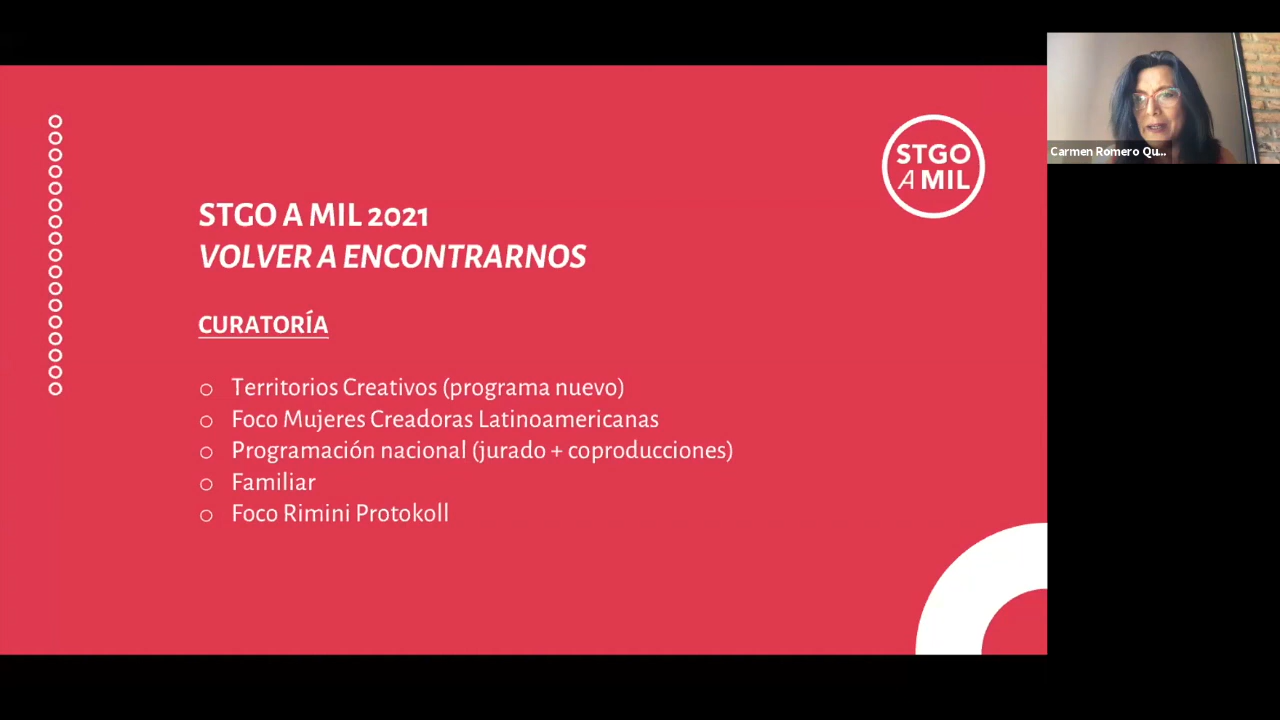 STGO
A MIL
Carmen Romero Qu...
STGO A MIL 2021
VOLVER A ENCONTRARNOS
CURATORÍA
o Territorios Creativos (programa nuevo)
o Foco Mujeres Creadoras Latinoamericanas
o Programación nacional (jurado + coproducciones)
o Familiar
o Foco Rimini Protokoll